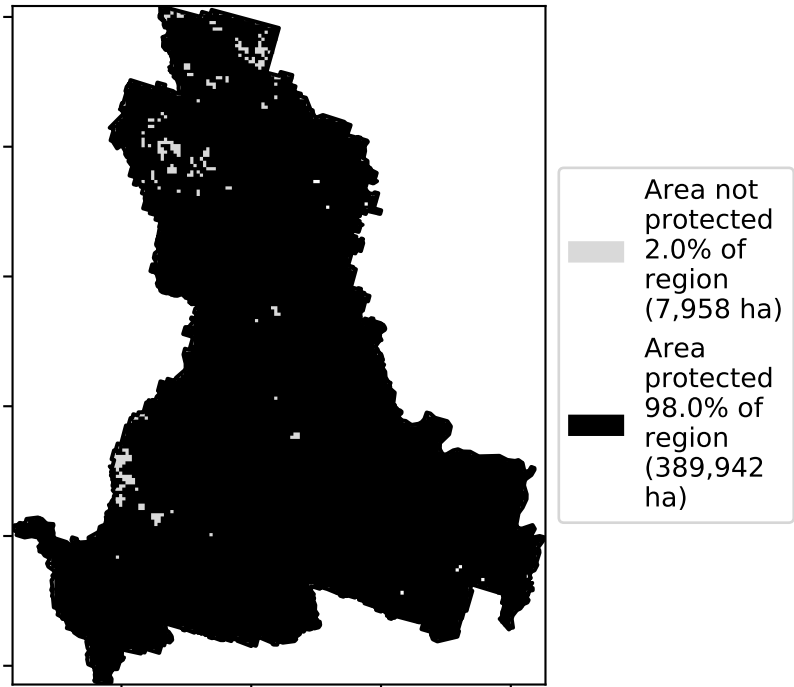 Area not
protected
2.0% of
region
(7,958 ha)
Area
protected
98.0% of
region
(389,942
ha)